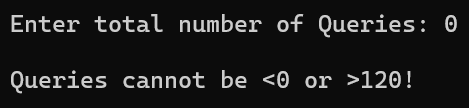 Enter total number of Queries: 0
Queries cannot be <0 or >120!